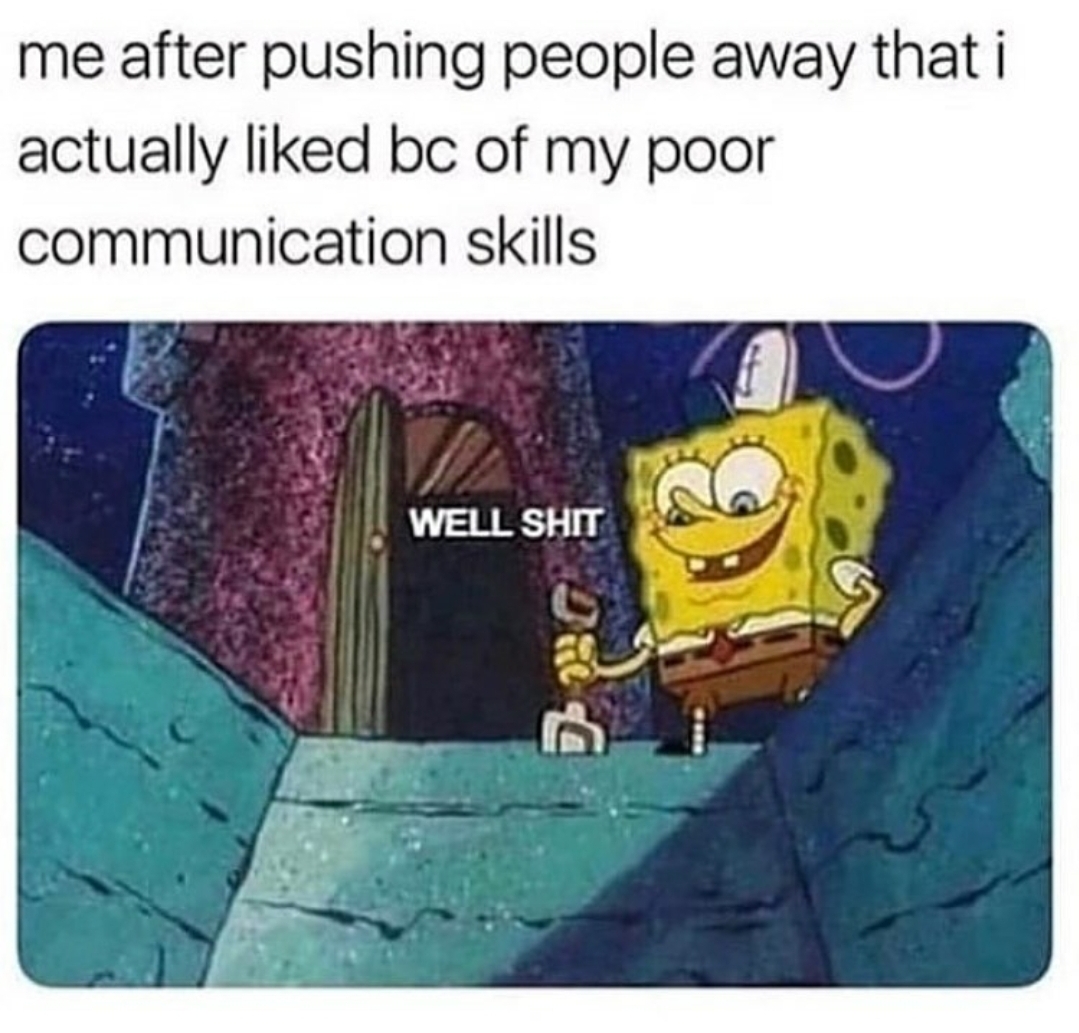 me after pushing people away that i
actually liked bc of my poor
communication skills
WELL SHIT